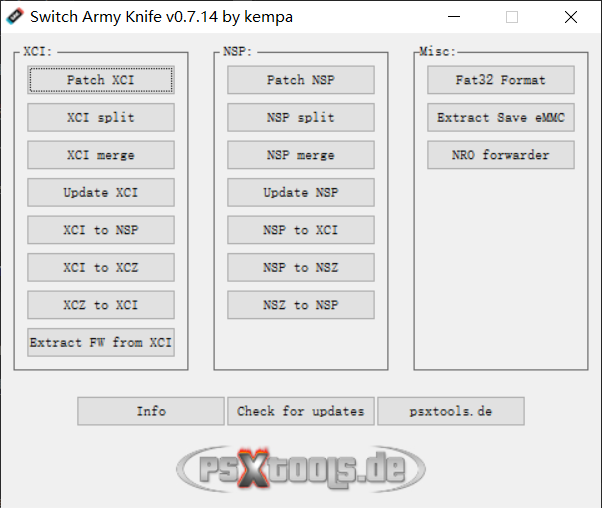 Switch Army Knife v0.7.14 by kempa
XCI:
Patch XCI
XCI split
XCI merge
Update XCI
XCI to NSP
XCI to XCZ
XCZ to XCI
Extract FW from XCI
NSP:
Patch NSP
NSP split
NSP merge
Update NSP
NSP to XCI
NSP to NSZ
NSZ to NSP
Misc:
Fat32 Format
Extract Save eMMC
NRO forwarder
Info
Check for updates
psxtools.de
psXtools.de